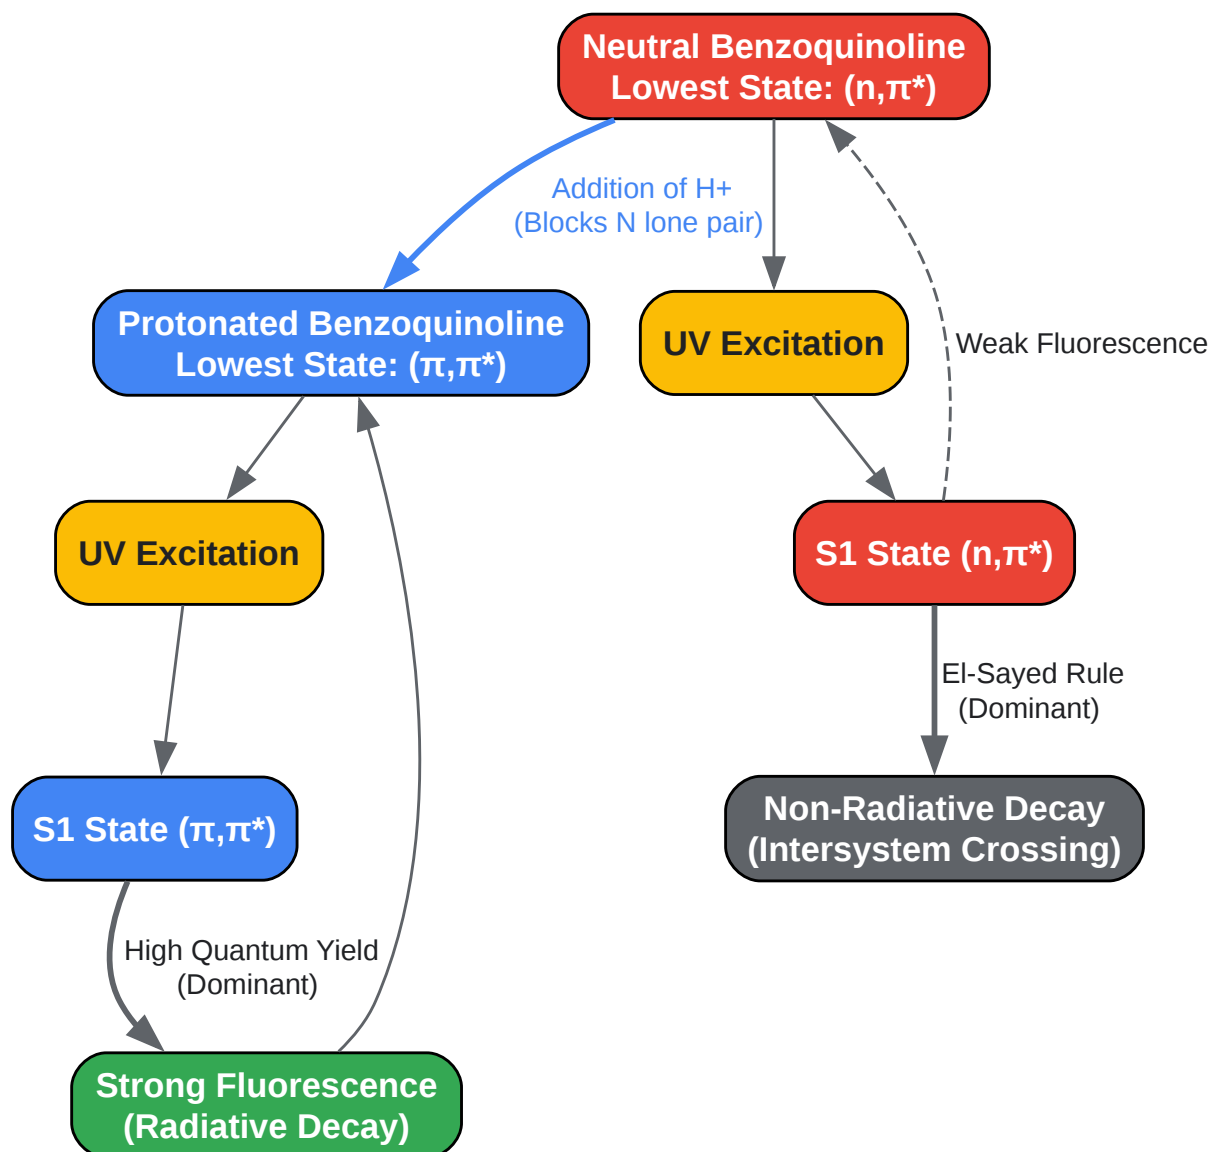 Neutral Benzoquinoline
Lowest State: (n,π*)
Addition of H+
(Blocks N lone pair)
Protonated Benzoquinoline
Lowest State: (π,π*)
UV Excitation
Weak Fluorescence
UV Excitation
S1 State (n,π*)
El-Sayed Rule
(Dominant)
S1 State (π,π*)
Non-Radiative Decay
(Intersystem Crossing)
High Quantum Yield
(Dominant)
Strong Fluorescence
(Radiative Decay)